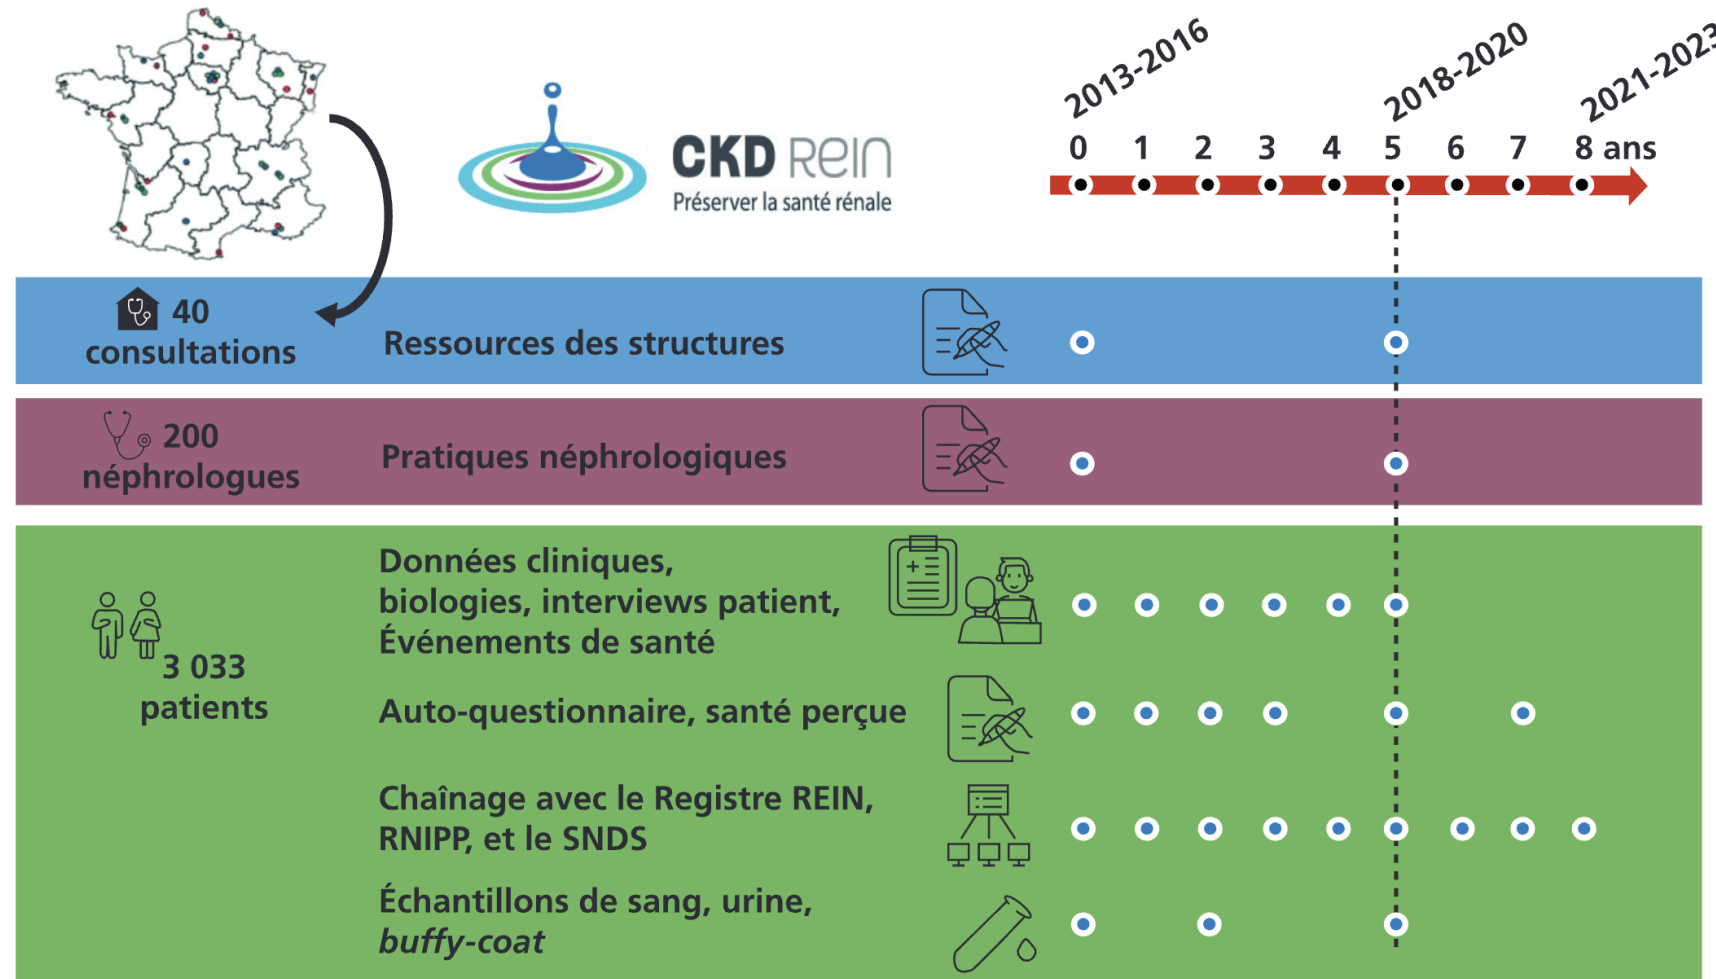 2013-2016
2018-2020
2021-2023
0 1 2 3 4 5 6 7 8 ans
CKD REIN
Préserver la santé rénale
40
consultations
Ressources des structures
200
néphrologues
Pratiques néphrologiques
3 033
patients
Données cliniques,
biologies, interviews patient,
Événements de santé
Auto-questionnaire, santé perçue
Chaînage avec le Registre REIN,
RNIPP, et le SNDS
Échantillons de sang, urine,
buffy-coat